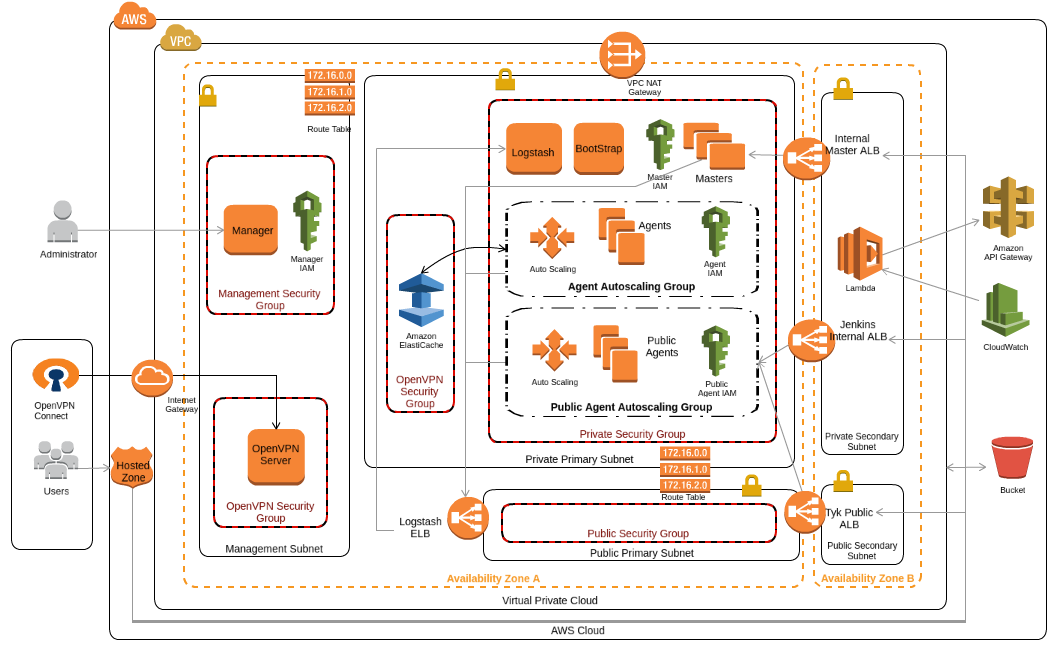 AWS
VPC
172.16.0.0
172.16.1.0
172.16.2.0
Route Table
VPC NAT
Gateway
Logstash
BootStrap
Master
IAM
Masters
Internal
Master ALB
Administrator
Manager
Manager
IAM
Management Security
Group
Agents
Auto Scaling
Agent
IAM
Agent Autoscaling Group
Amazon
ElastiCache
OpenVPN
Security
Group
Public
Agents
Auto Scaling
Public
Agent IAM
Public Agent Autoscaling Group
Private Security Group
Private Primary Subnet
Lambda
Amazon
API Gateway
CloudWatch
Jenkins
Internal ALB
Private Secondary
Subnet
OpenVPN
Connect
Internet
Gateway
Users
Hosted
Zone
OpenVPN
Server
OpenVPN Security
Group
Management Subnet
172.16.0.0
172.16.1.0
172.16.2.0
Route Table
Logstash
ELB
Public Security Group
Public Primary Subnet
Tyk Public
ALB
Public Secondary
Subnet
Bucket
Availability Zone A
Availability Zone B
Virtual Private Cloud
AWS Cloud